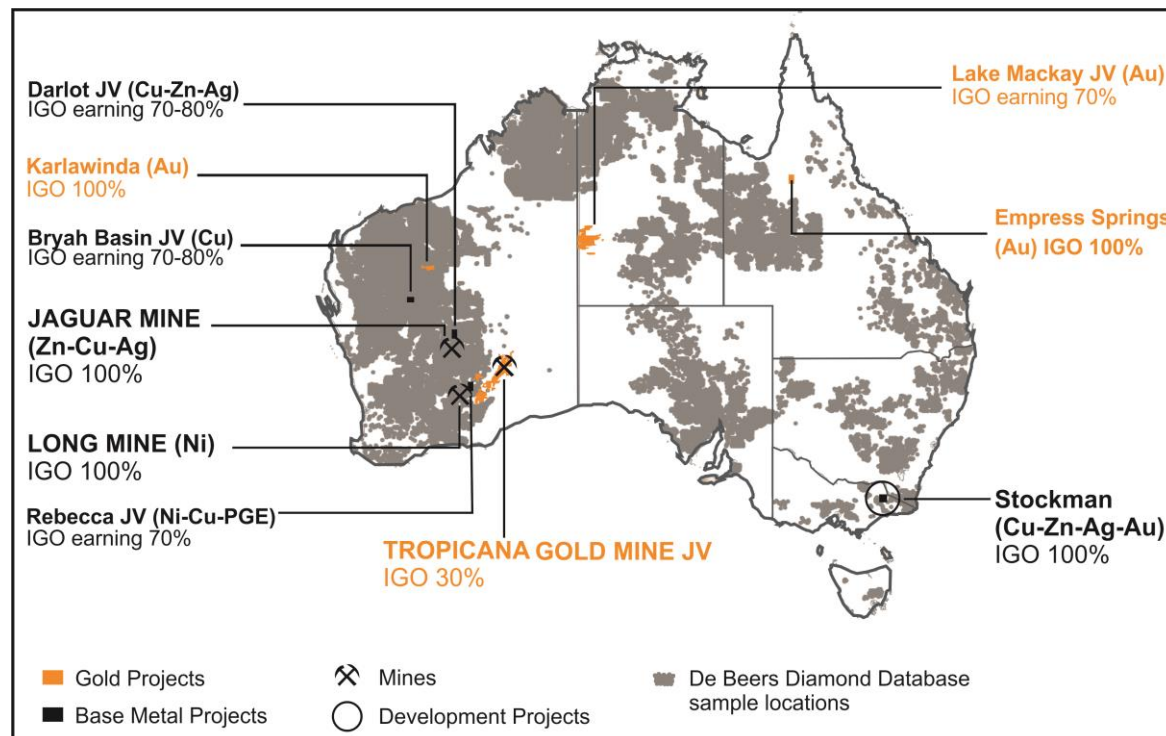 Darlot JV (Cu-Zn-Ag)
IGO earning 70-80%
Karlawinda (Au)
IGO 100%
Bryah Basin JV (Cu)
IGO earning 70-80%
JAGUAR MINE
(Zn-Cu-Ag)
IGO 100%
LONG MINE (Ni)
IGO 100%
Rebecca JV (Ni-Cu-PGE)
IGO earning 70%
TROPICANA GOLD MINE JV
IGO 30%
Lake Mackay JV (Au)
IGO earning 70%
Empress Springs
(Au) IGO 100%
Stockman
(Cu-Zn-Ag-Au)
IGO 100%
Gold Projects
Base Metal Projects
Mines
Development Projects
De Beers Diamond Database
sample locations